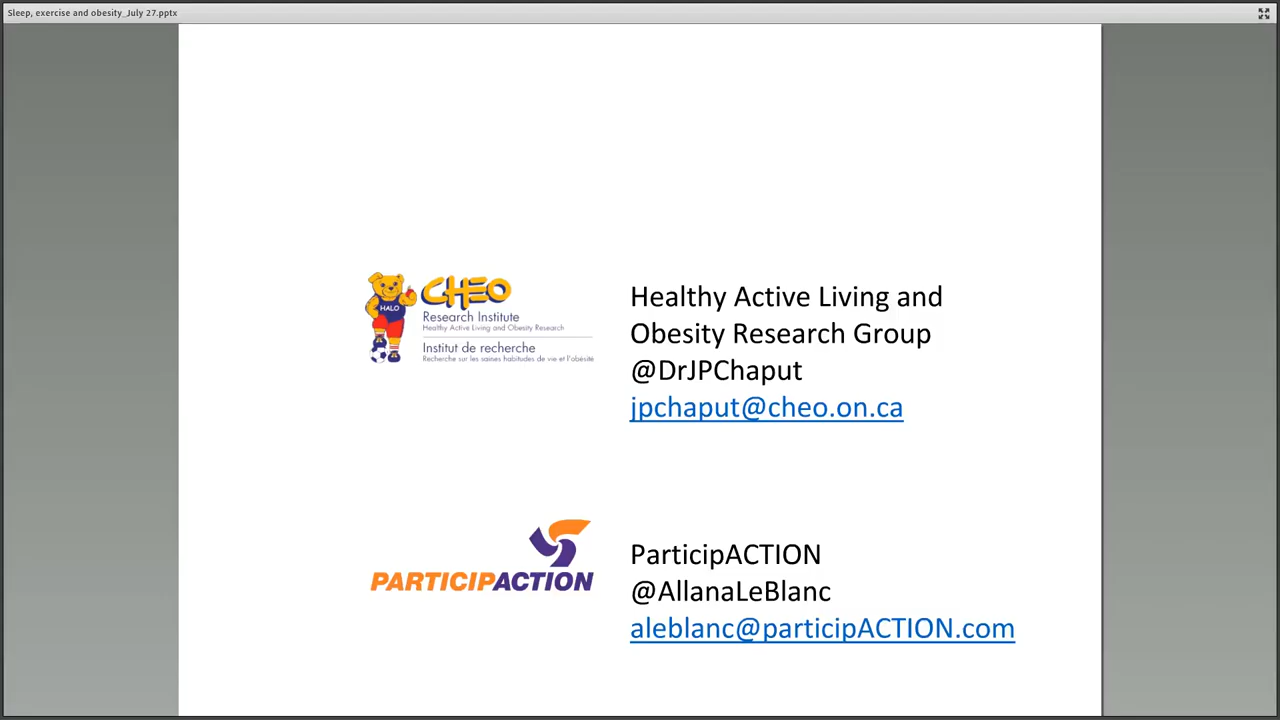 Sleep, exercise and obesity_July 27.pptx
HALO
CHEO
Research Institute
Healthy Active Living and Obesity Research
Institut de recherche
Recherche sur les saines habitudes de vie et l'obésité
Healthy Active Living and
Obesity Research Group
@DrJPChaput
jpchaput@cheo.on.ca
PARTICIPACTION
ParticipACTION
@AllanaLeBlanc
aleblanc@participACTION.com